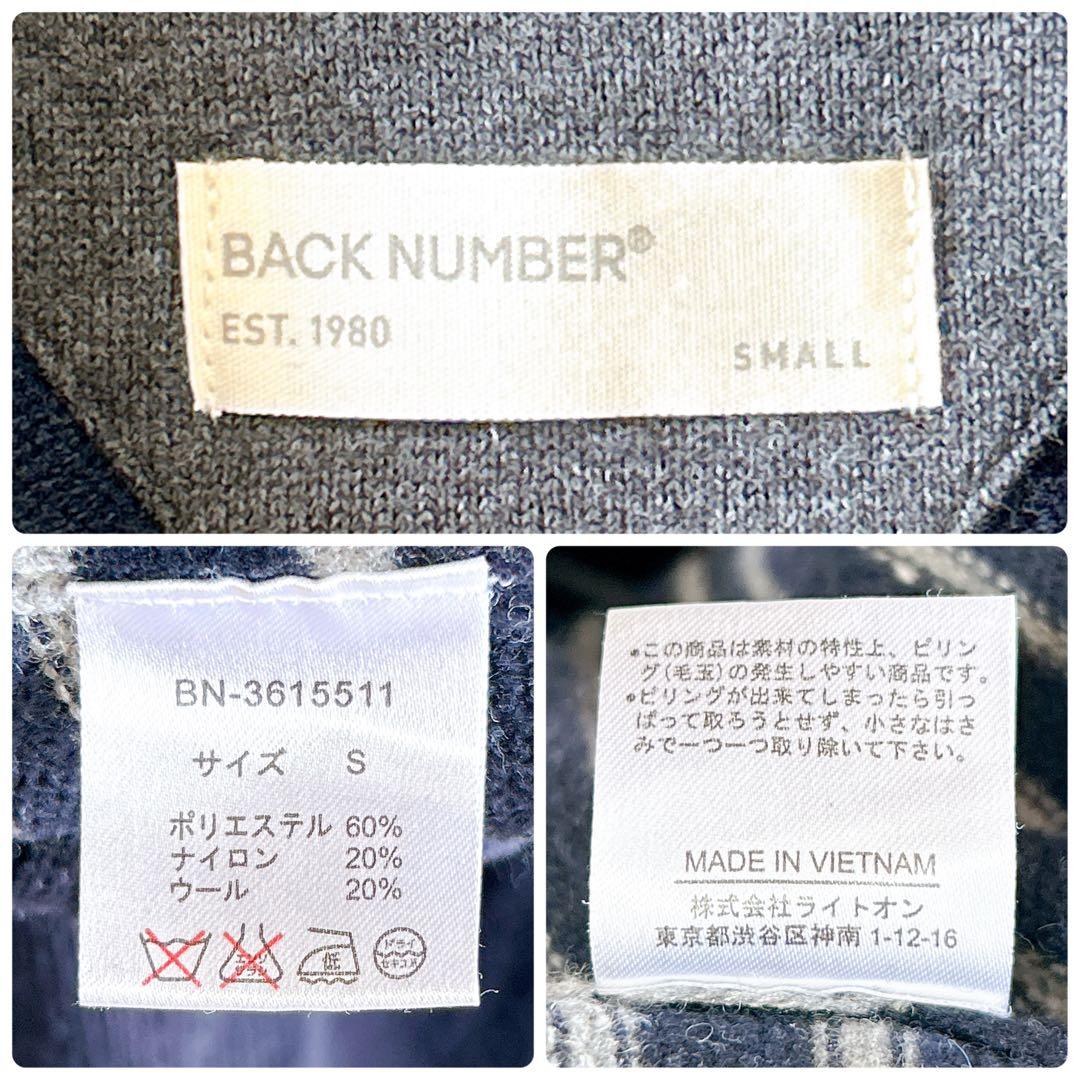 BACK NUMBER®
EST. 1980
SMALL
BN-3615511
サイズ S
ポリエステル 60%
ナイロン 20%
ウール 20%
エンソ
サラシ
低
ドライ
セキユ系
•この商品は素材の特性上、ピリン
グ(毛玉)の発生しやすい商品です。
•ピリングが出来てしまったら引っ
ぱって取ろうとせず、小さなはさ
みで一つ一つ取り除いて下さい。
MADE IN VIETNAM
株式会社ライトオン
東京都渋谷区神南 1-12-16